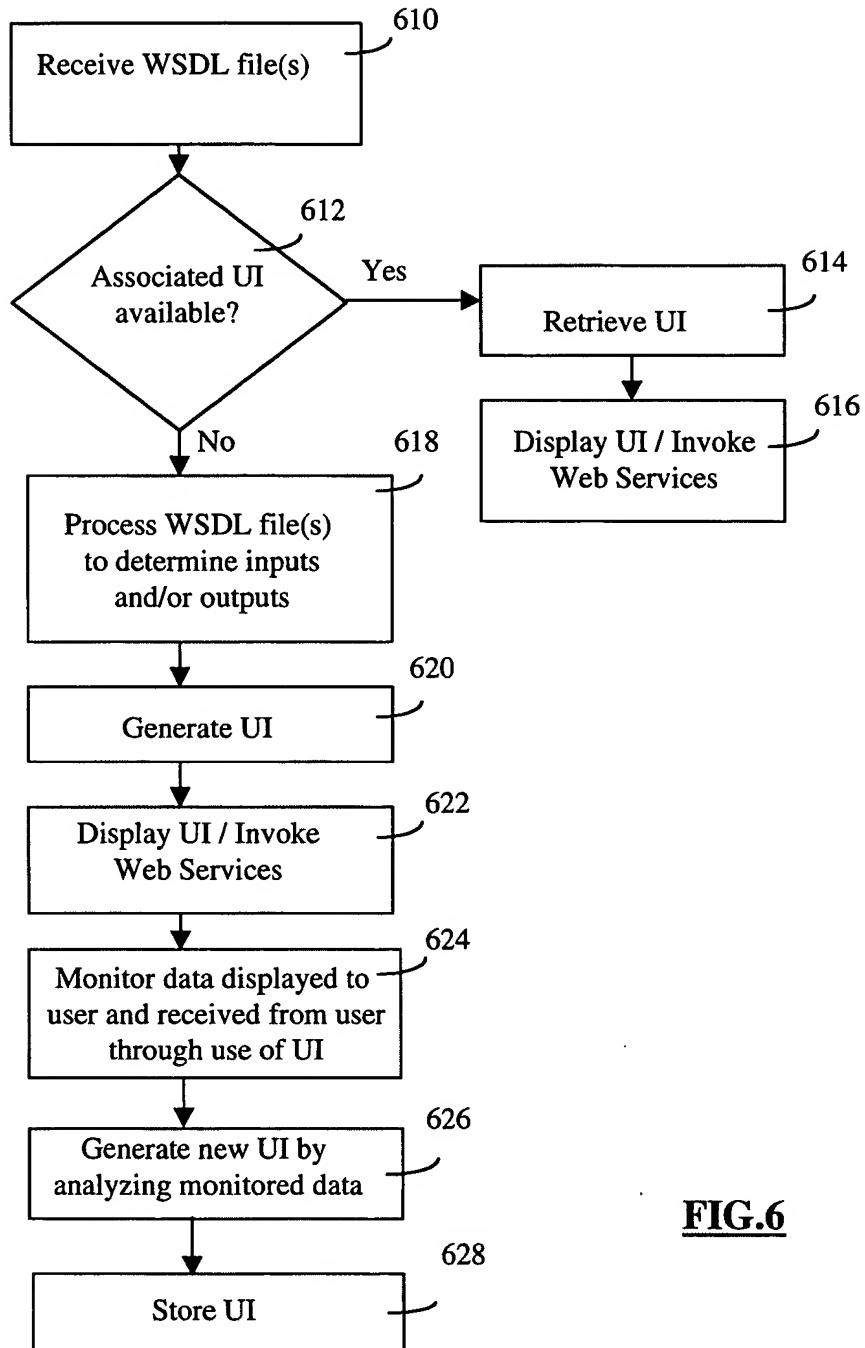 610
Receive WSDL file(s)
612
Associated UI
available?
Yes
614
Retrieve UI
616
Display UI / Invoke
Web Services
No
618
Process WSDL file(s)
to determine inputs
and/or outputs
620
Generate UI
622
Display UI / Invoke
Web Services
624
Monitor data displayed to
user and received from user
through use of UI
626
Generate new UI by
analyzing monitored data
FIG.6
628
Store UI